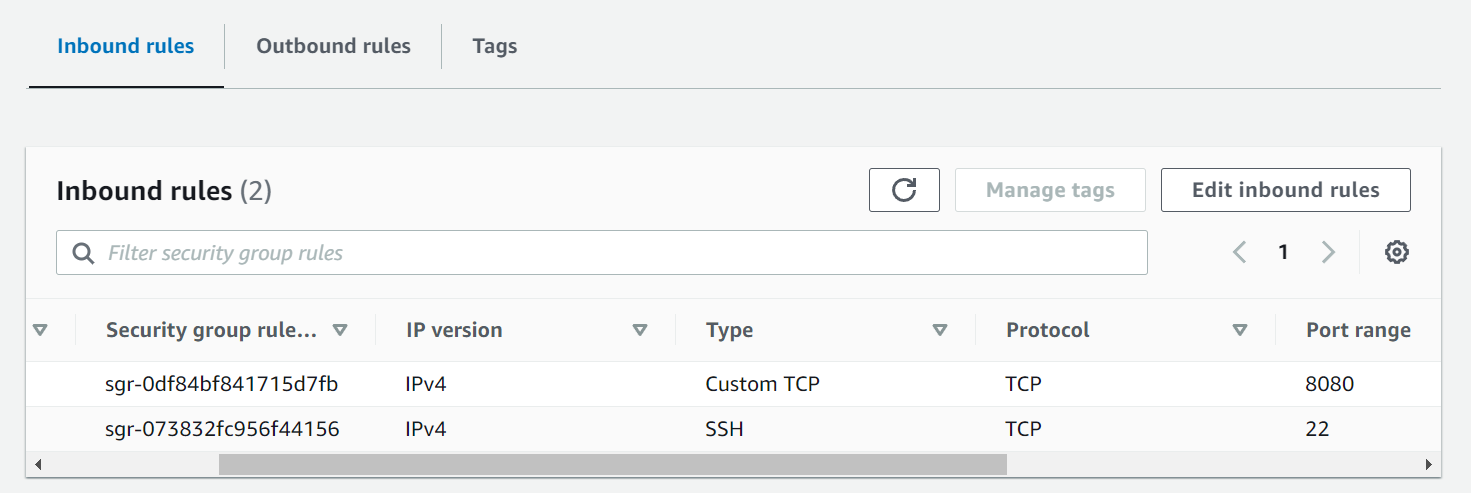 Inbound rules Outbound rules Tags
Inbound rules (2) Manage tags Edit inbound rules
Filter security group rules 1
Security group rule... IP version Type Protocol Port range
sgr-0df84bf841715d7fb IPv4 Custom TCP TCP 8080
sgr-073832fc956f44156 IPv4 SSH TCP 22